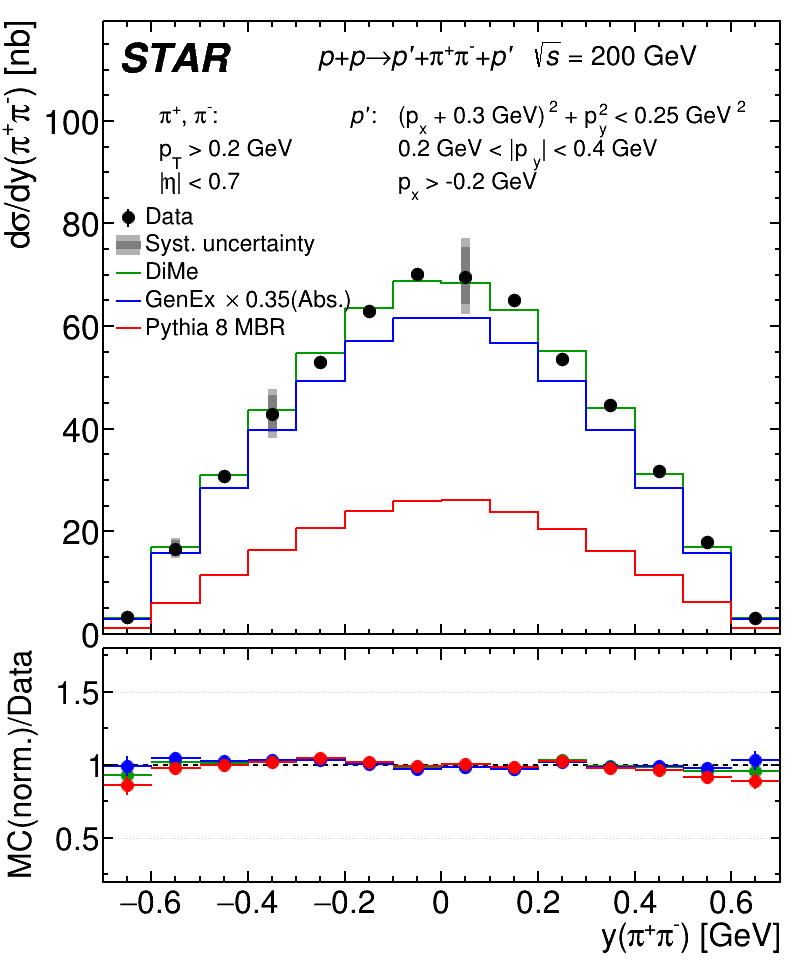 STAR p+p→p′+π⁺π⁻+p′ √s = 200 GeV
π⁺, π⁻: p′: (pₓ + 0.3 GeV)² + p_y² < 0.25 GeV²
p_T > 0.2 GeV 0.2 GeV < |p_y| < 0.4 GeV
|η| < 0.7 pₓ > -0.2 GeV
Data
Syst. uncertainty
DiMe
GenEx × 0.35(Abs.)
Pythia 8 MBR
dσ/dy(π⁺π⁻) [nb]
100
80
60
40
20
0
MC(norm.)/Data
1.5
1
0.5
−0.6 −0.4 −0.2 0 0.2 0.4 0.6
y(π⁺π⁻) [GeV]